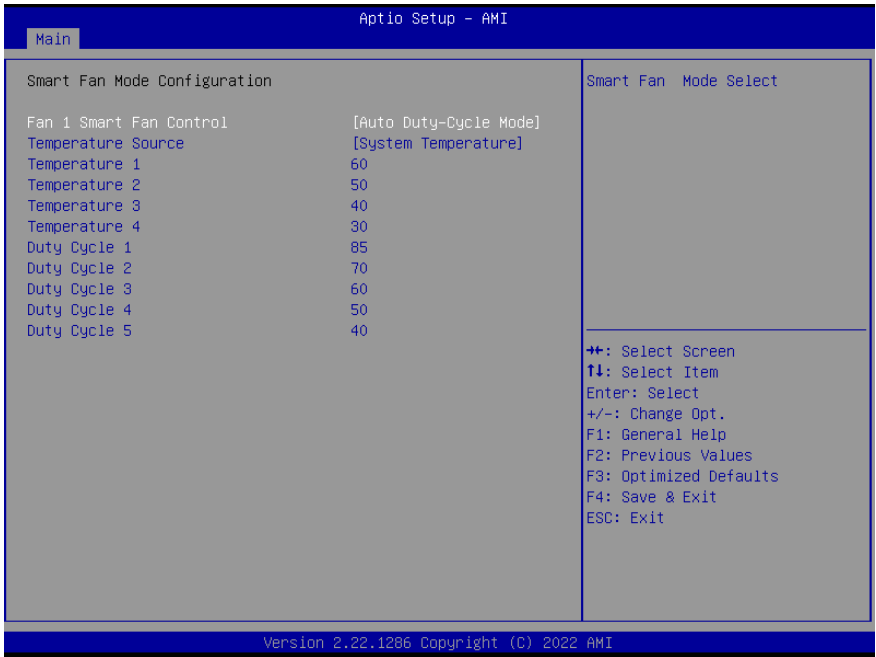 Aptio Setup – AMI
Main
Smart Fan Mode Configuration
Fan 1 Smart Fan Control [Auto Duty-Cycle Mode]
Temperature Source [System Temperature]
Temperature 1 60
Temperature 2 50
Temperature 3 40
Temperature 4 30
Duty Cycle 1 85
Duty Cycle 2 70
Duty Cycle 3 60
Duty Cycle 4 50
Duty Cycle 5 40
Smart Fan  Mode Select
→←: Select Screen
↑↓: Select Item
Enter: Select
+/-: Change Opt.
F1: General Help
F2: Previous Values
F3: Optimized Defaults
F4: Save & Exit
ESC: Exit
Version 2.22.1286 Copyright (C) 2022 AMI